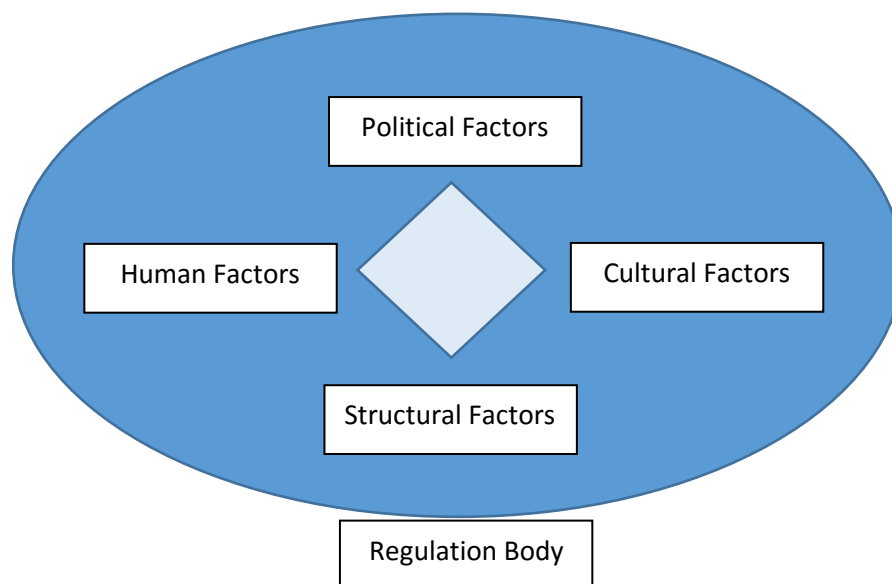 Political Factors
Human Factors
Cultural Factors
Structural Factors
Regulation Body